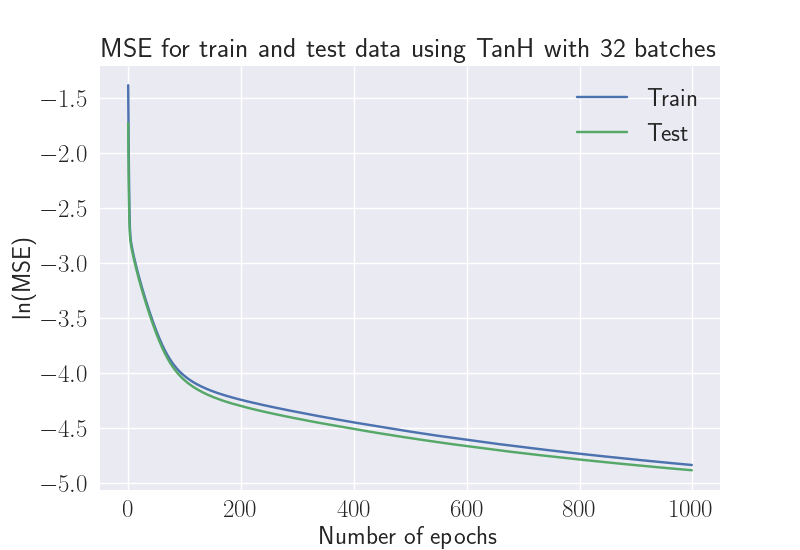 MSE for train and test data using TanH with 32 batches
Train
Test
ln(MSE)
−1.5
−2.0
−2.5
−3.0
−3.5
−4.0
−4.5
−5.0
0 200 400 600 800 1000
Number of epochs